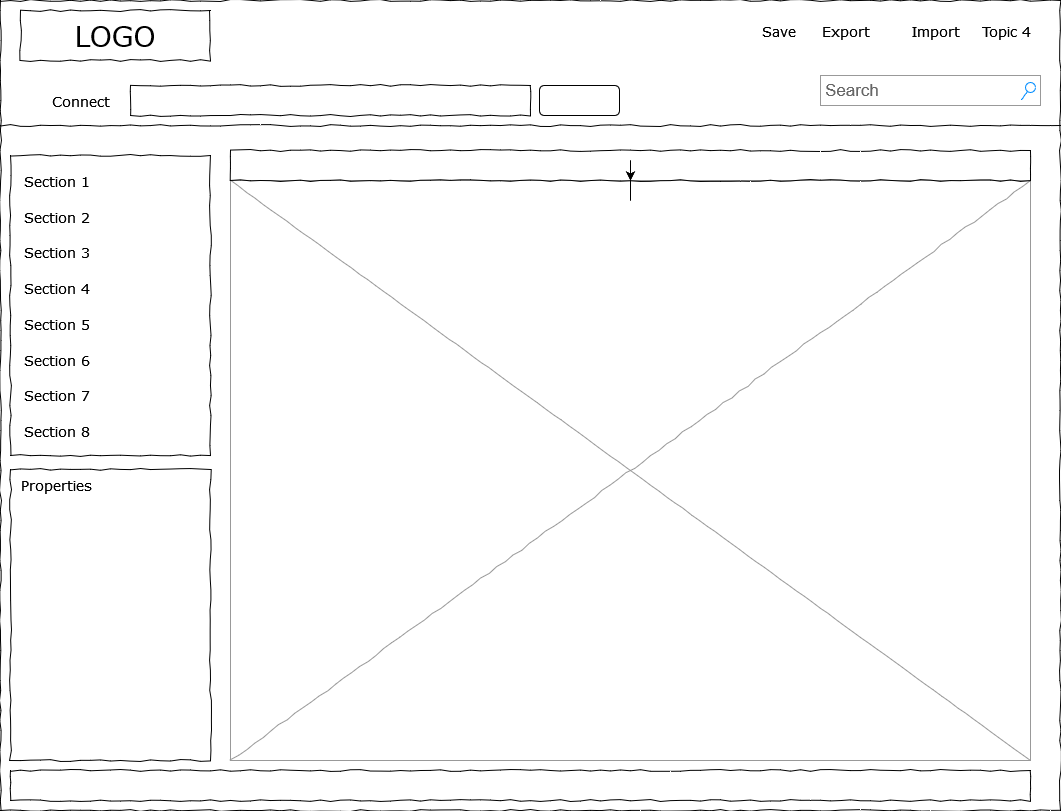 LOGO
Save Export Import Topic 4
Search
Connect
Section 1
Section 2
Section 3
Section 4
Section 5
Section 6
Section 7
Section 8
Properties